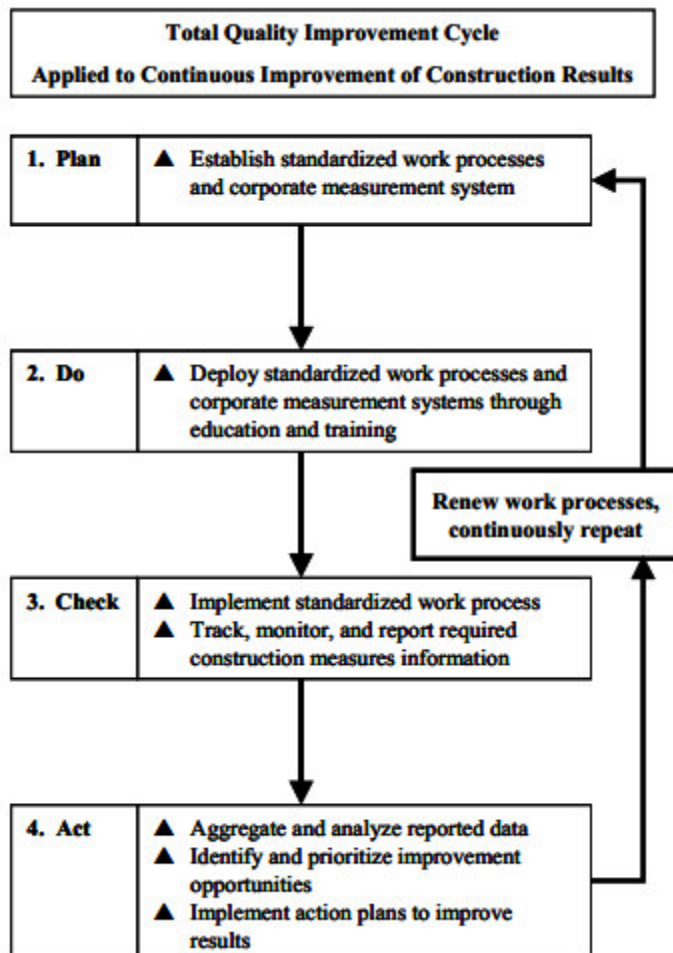 Total Quality Improvement Cycle
Applied to Continuous Improvement of Construction Results
1. Plan
▲ Establish standardized work processes
and corporate measurement system
2. Do
▲ Deploy standardized work processes and
corporate measurement systems through
education and training
Renew work processes,
continuously repeat
3. Check
▲ Implement standardized work process
▲ Track, monitor, and report required
construction measures information
4. Act
▲ Aggregate and analyze reported data
▲ Identify and prioritize improvement
opportunities
▲ Implement action plans to improve
results